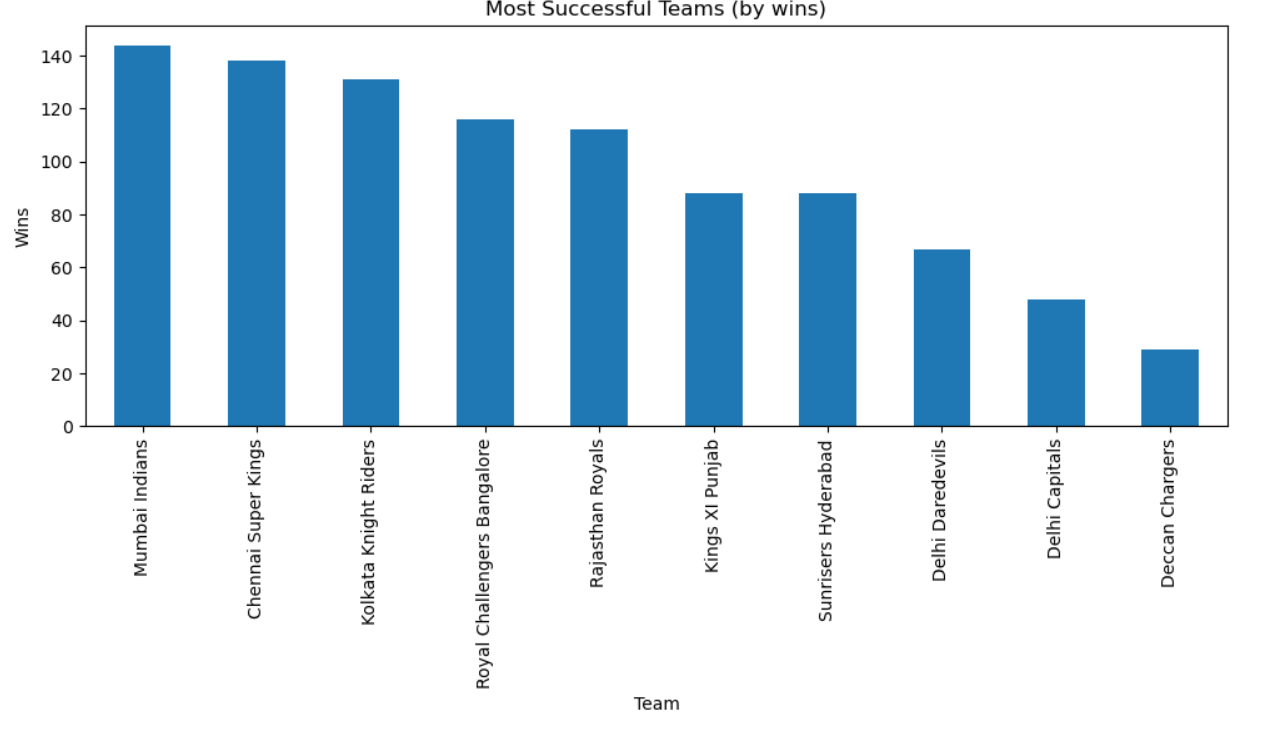 Most Successful Teams (by wins)
140
120
100
80
60
40
20
0
Wins
Mumbai Indians
Chennai Super Kings
Kolkata Knight Riders
Royal Challengers Bangalore
Rajasthan Royals
Kings XI Punjab
Sunrisers Hyderabad
Delhi Daredevils
Delhi Capitals
Deccan Chargers
Team